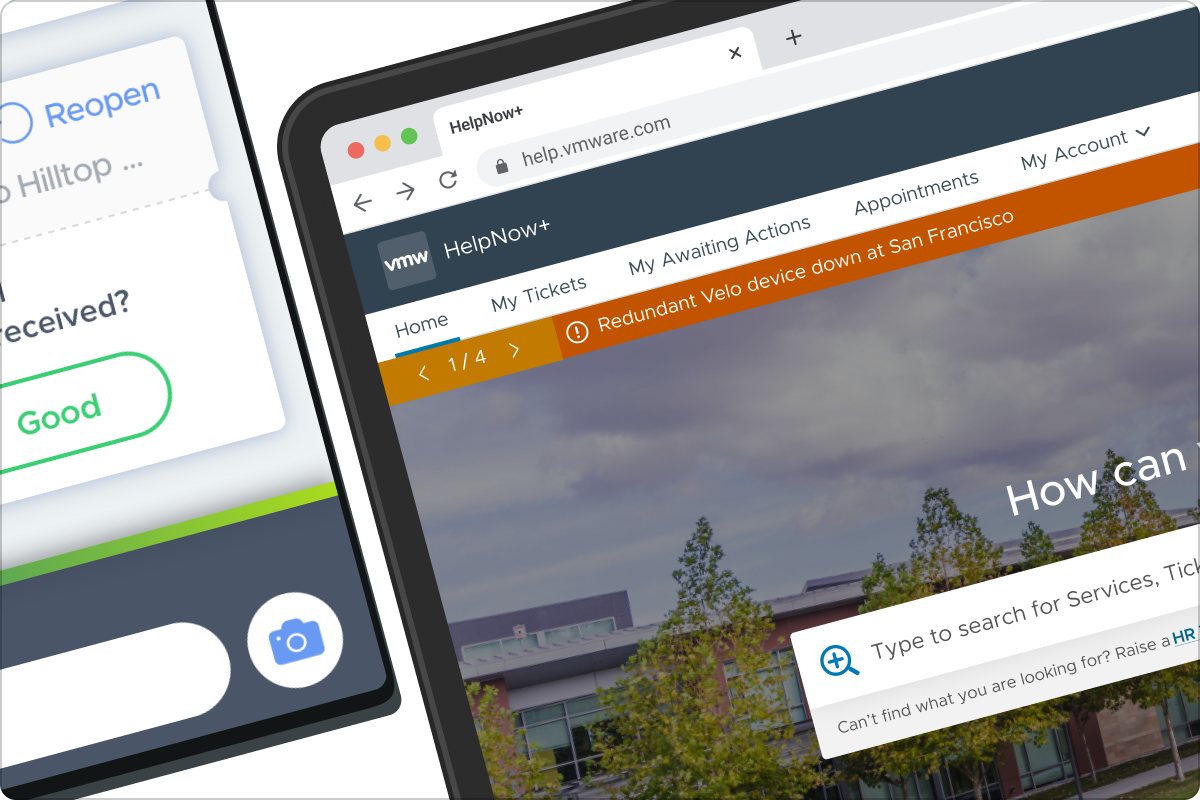 Reopen
Hilltop ...
received?
Good
HelpNow+
help.vmware.com
vmw HelpNow+
Home My Tickets My Awaiting Actions Appointments My Account
1 / 4 Redundant Velo device down at San Francisco
How can
Type to search for Services,
Can't find what you are looking for? Raise a HR